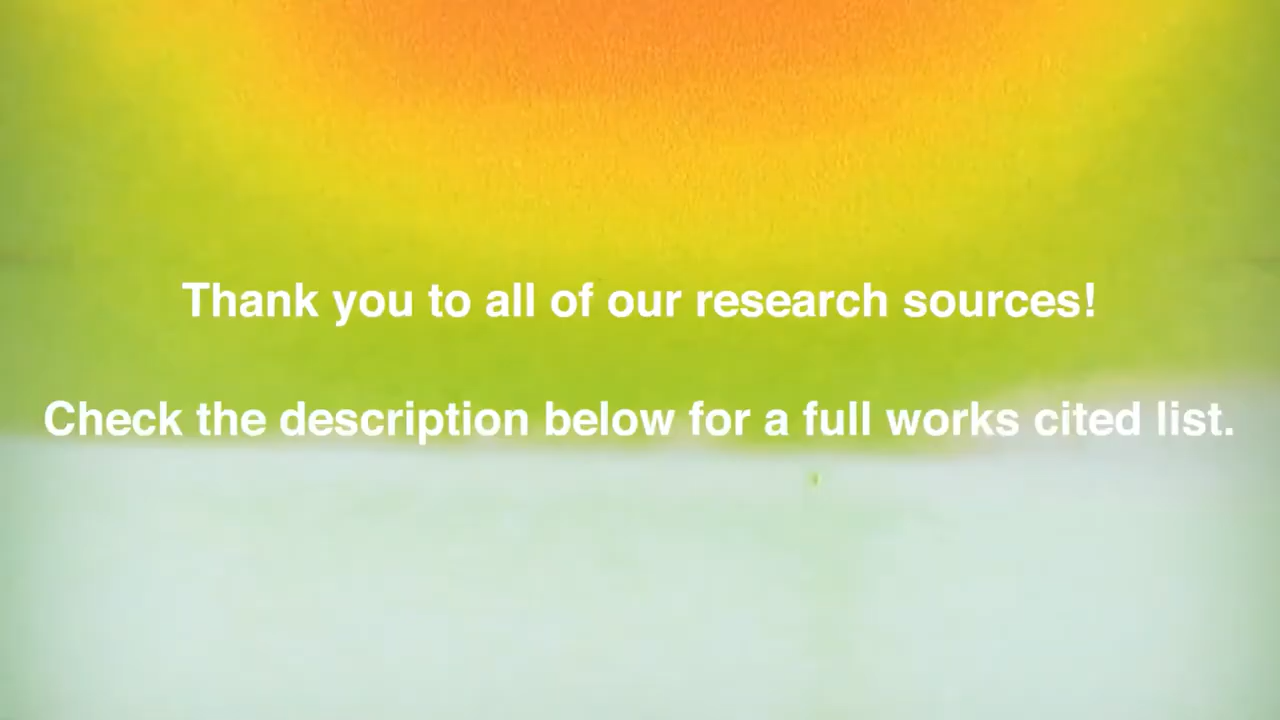 Thank you to all of our research sources!
Check the description below for a full works cited list.